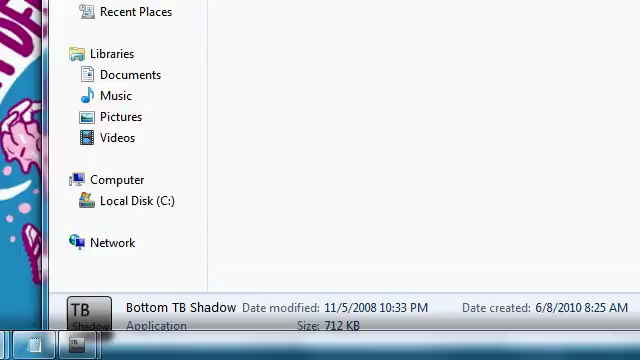 Recent Places
Libraries
Documents
Music
Pictures
Videos
Computer
Local Disk (C:)
Network
TB
Shadow
Bottom TB Shadow Date modified: 11/5/2008 10:33 PM Date created: 6/8/2010 8:25 AM
Application Size: 712 KB